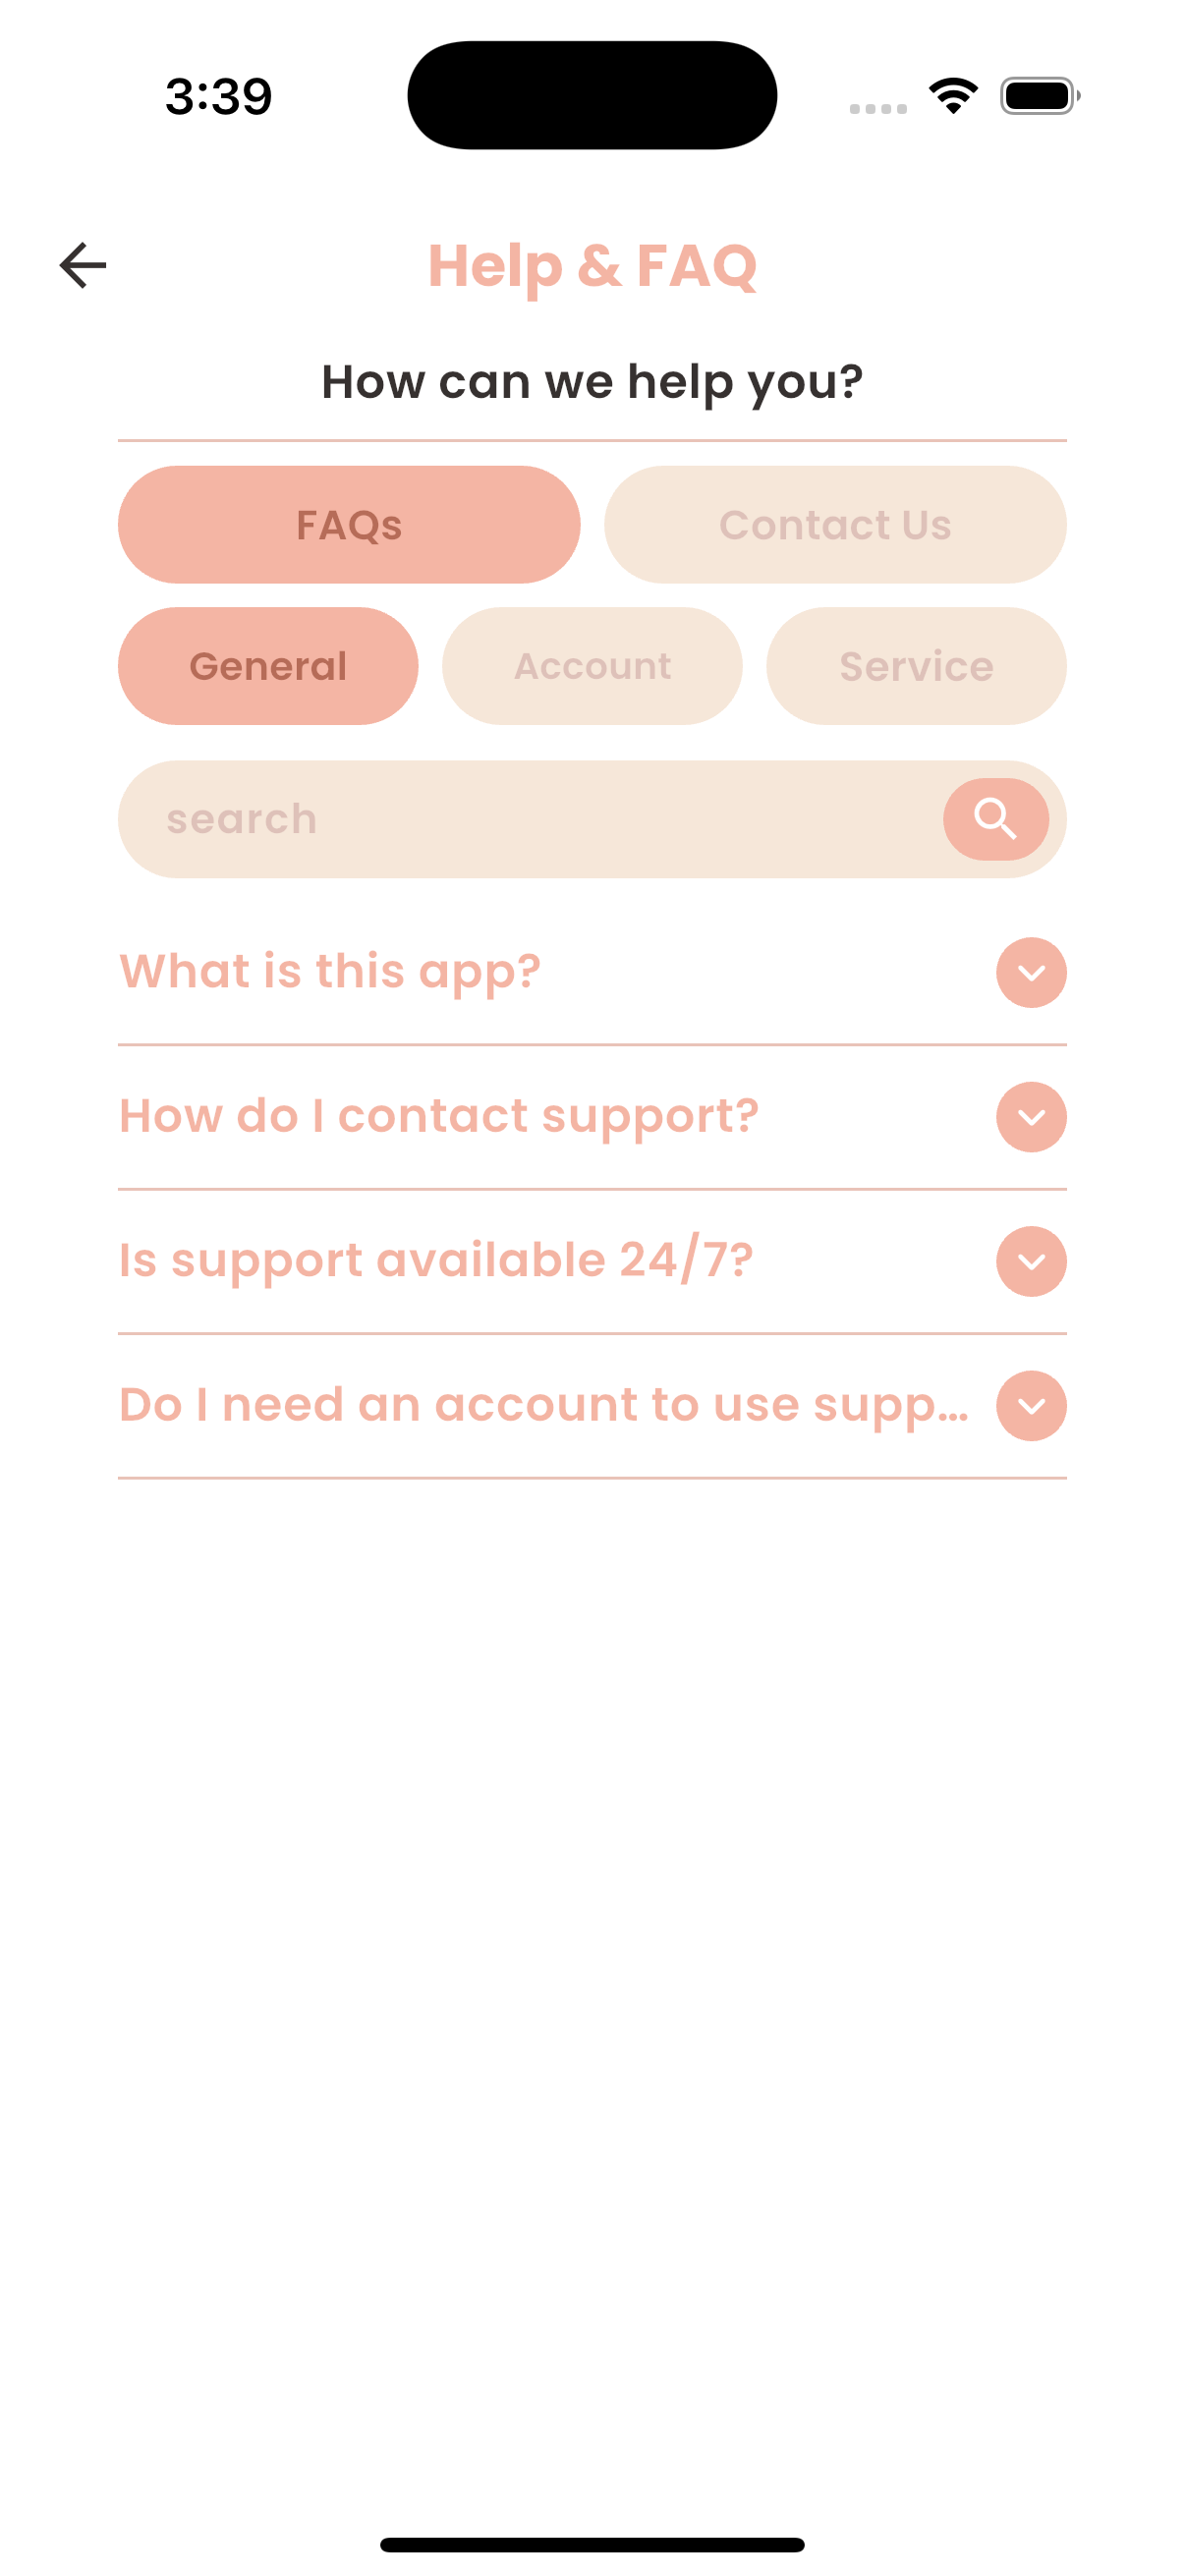 3:39
Help & FAQ
How can we help you?
FAQs
Contact Us
General
Account
Service
search
What is this app?
How do I contact support?
Is support available 24/7?
Do I need an account to use supp...